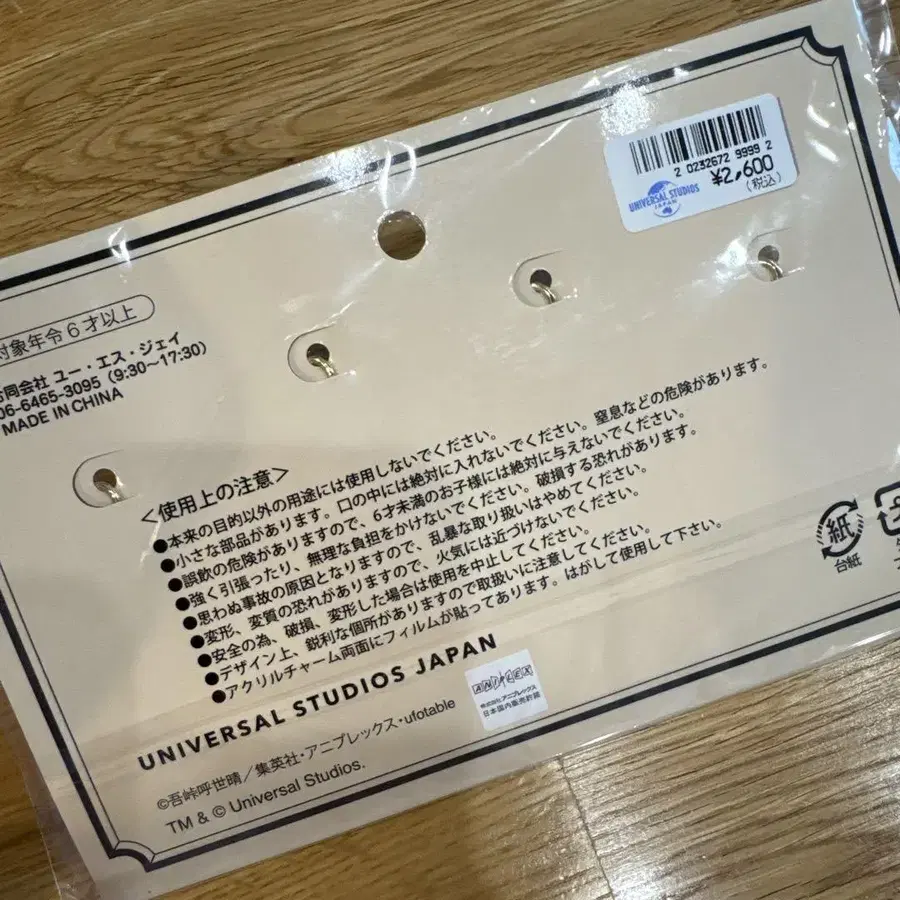 2 0232672 9999 2
¥2,600
(税込)
UNIVERSAL STUDIOS
JAPAN
対象年令6才以上
合同会社 ユー・エス・ジェイ
06-6465-3095 (9:30〜17:30)
MADE IN CHINA
<使用上の注意>
●本来の目的以外の用途には使用しないでください。
●小さな部品があります。口の中には絶対に入れないでください。窒息などの危険があります。
●誤飲の危険がありますので、6才未満のお子様には絶対に与えないでください。
●強く引張ったり、無理な負担をかけないでください。破損する恐れがあります。
●思わぬ事故の原因となりますので、乱暴な取り扱いはやめてください。
●変形、変質の恐れがありますので、火気には近づけないでください。
●安全の為、破損、変形した場合は使用を中止してください。
●デザイン上、鋭利な個所がありますので取扱いに注意してください。
●アクリルチャーム両面にフィルムが貼ってあります。はがして使用して下さい。
紙
台紙
UNIVERSAL STUDIOS JAPAN
ANIPLEX
株式会社アニプレックス
日本国内販売許諾
©吾峠呼世晴／集英社・アニプレックス・ufotable
TM & © Universal Studios.